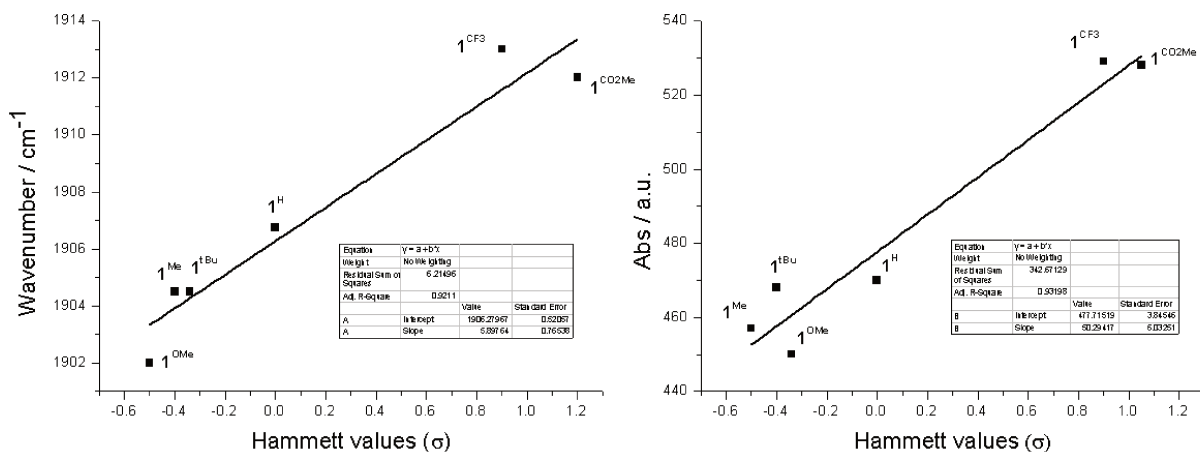 1914
1912
1910
1908
1906
1904
1902
Wavenumber / cm-1
-0.6 -0.4 -0.2 0.0 0.2 0.4 0.6 0.8 1.0 1.2
Hammett values (σ)
1CF3
1CO2Me
1H
1Me
1tBu
1OMe
Equation y = a + b*x
Weight No Weighting
Residual Sum of Squares 6.21496
Adj. R-Square 0.9211
Value Standard Error
A Intercept 1906.27967 0.52057
A Slope 5.89764 0.76538
540
520
500
480
460
440
Abs / a.u.
-0.6 -0.4 -0.2 0.0 0.2 0.4 0.6 0.8 1.0 1.2
Hammett values (σ)
1CF3
1CO2Me
1tBu
1H
1Me
1OMe
Equation y = a + b*x
Weight No Weighting
Residual Sum of Squares 342.67129
Adj. R-Square 0.93198
Value Standard Error
B Intercept 477.71519 3.84546
B Slope 50.29417 6.03251